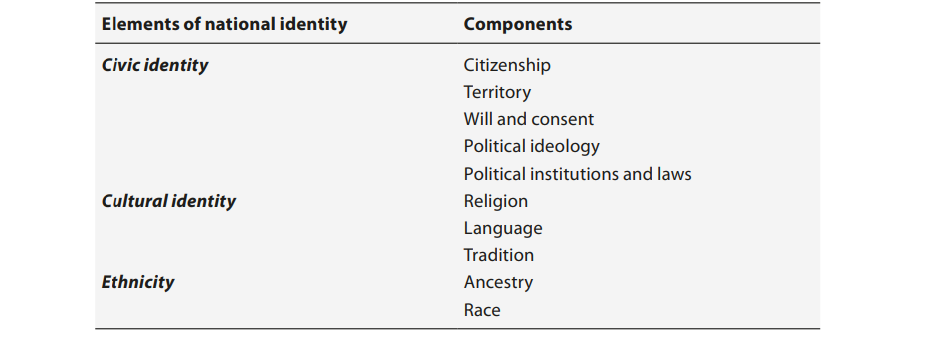 Elements of national identity Components
Civic identity Citizenship
Territory
Will and consent
Political ideology
Political institutions and laws
Cultural identity Religion
Language
Tradition
Ethnicity Ancestry
Race